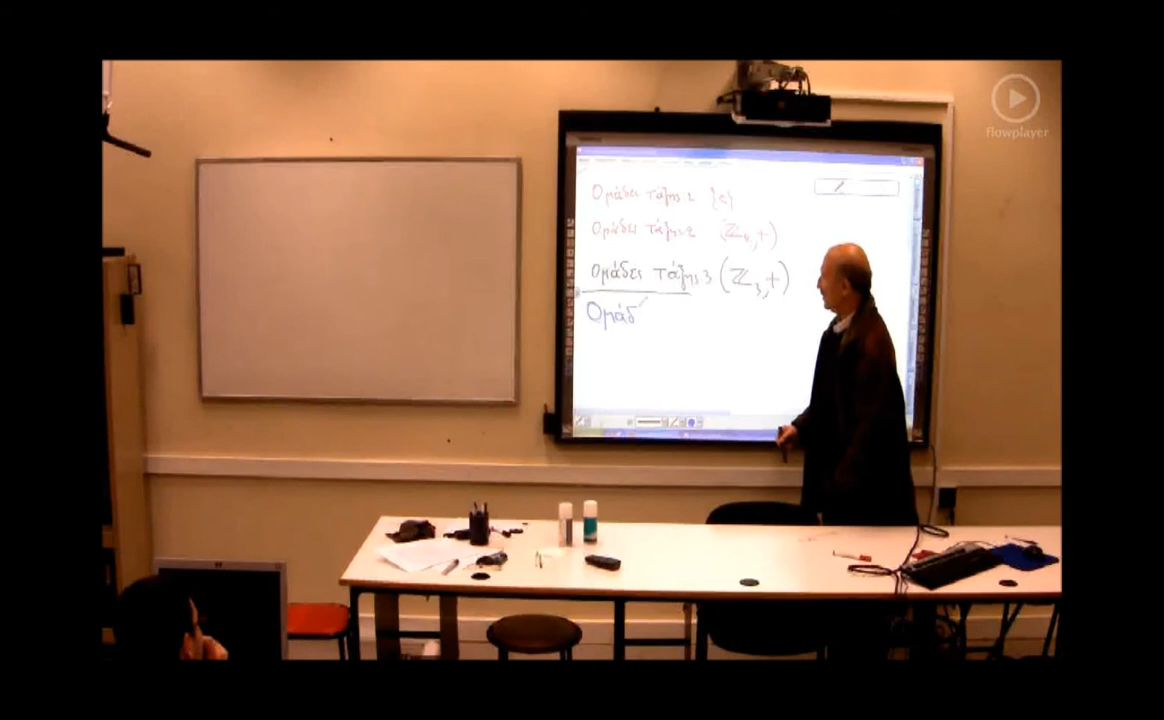 Ομάδες τάξης 1 {e}
Ομάδες τάξης 2 (ℤ₂,+)
Ομάδες τάξης 3 (ℤ₃,+)
Ομάδ
flowplayer